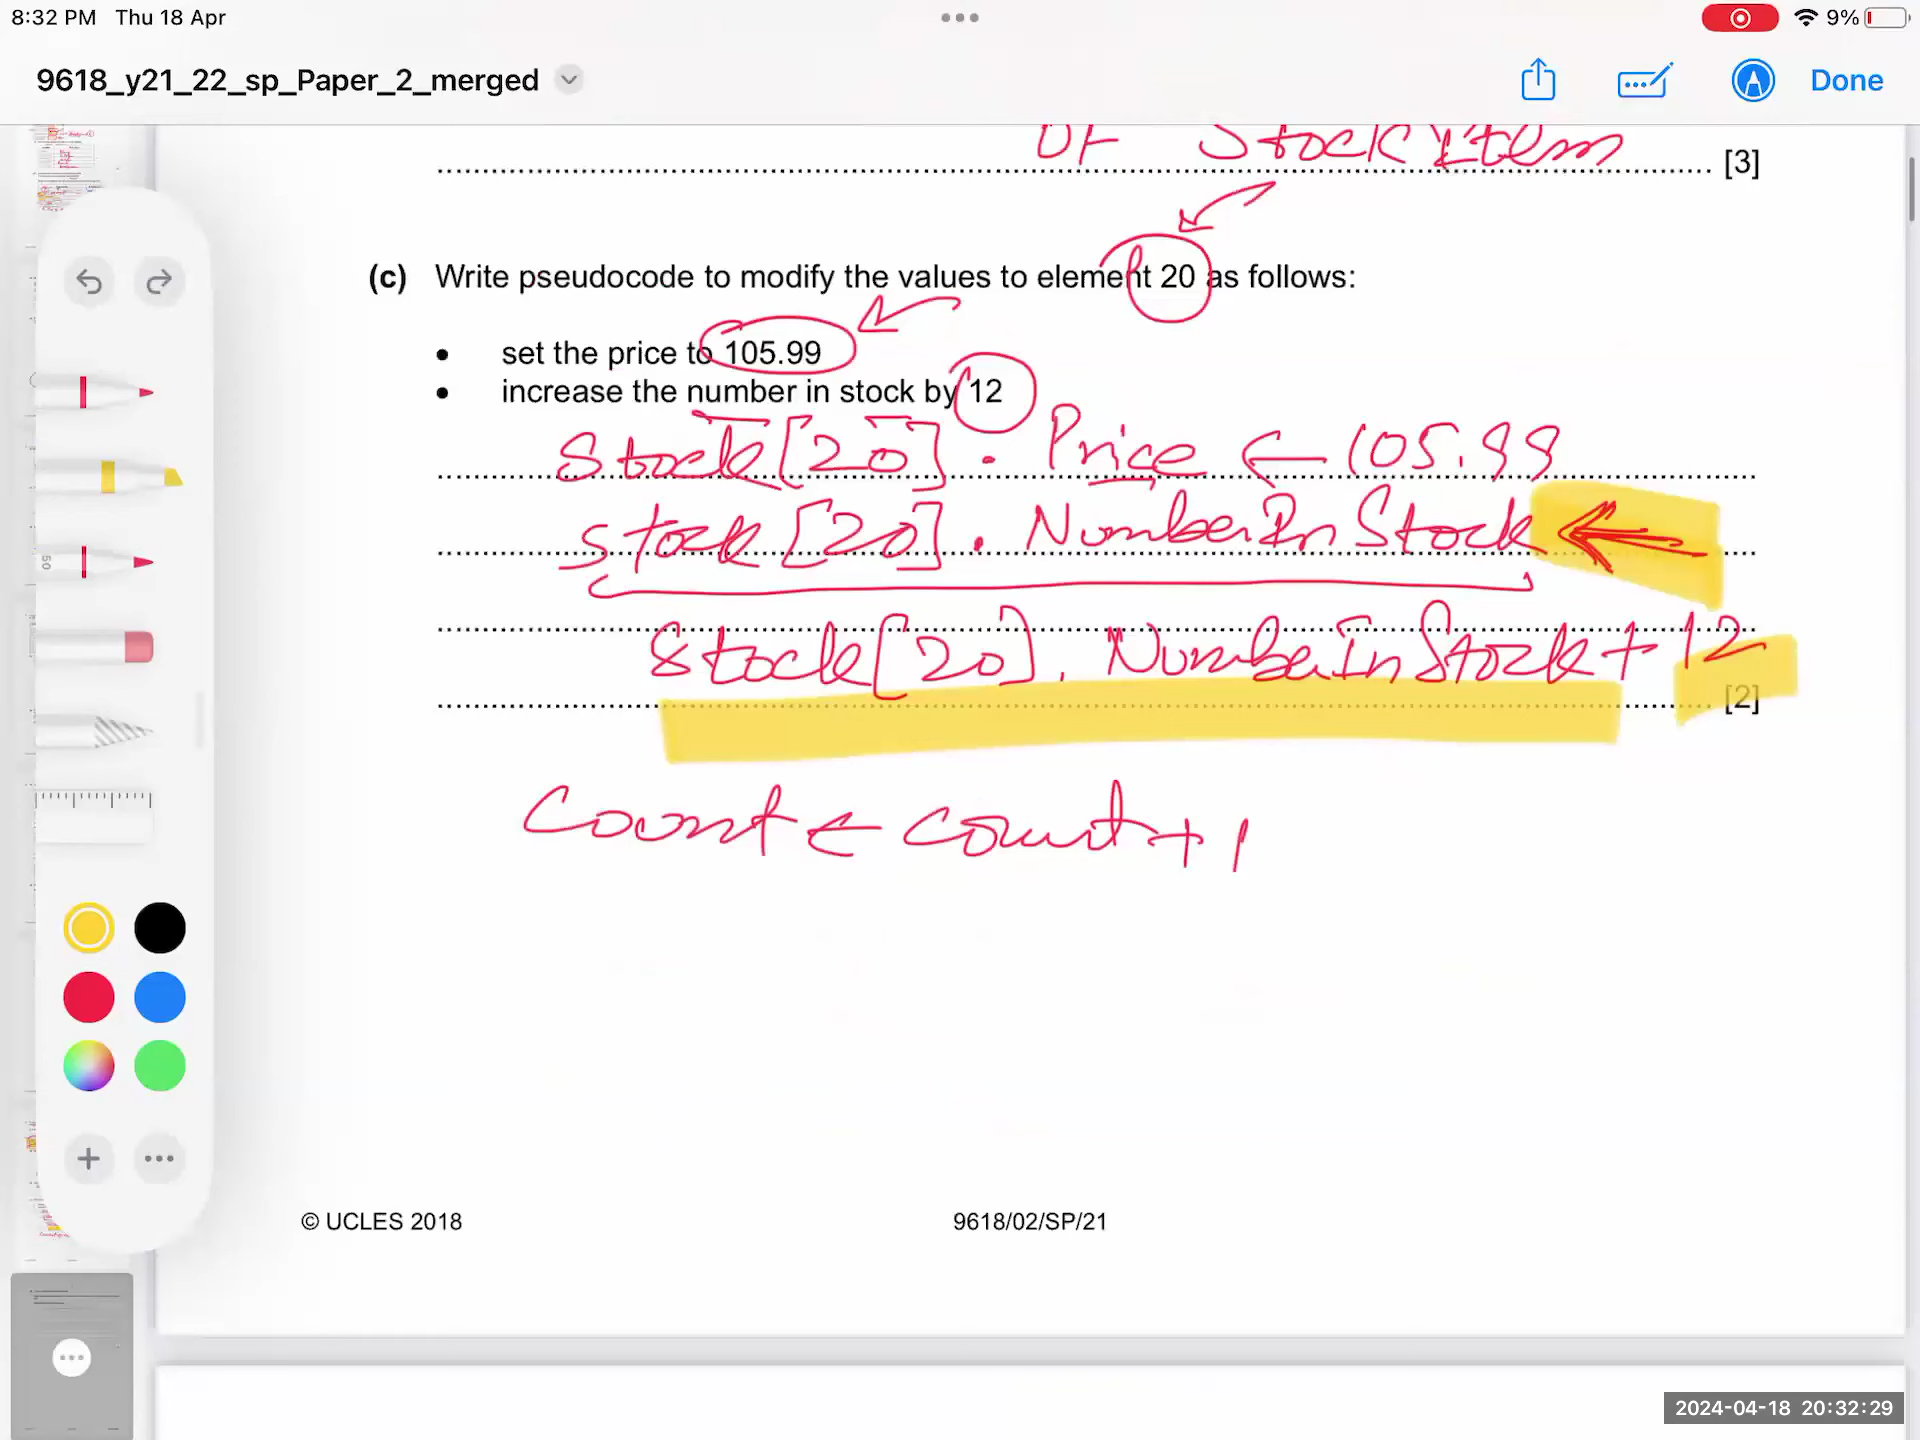 8:32 PM Thu 18 Apr
9%
9618_y21_22_sp_Paper_2_merged
Done
of StockItem
[3]
(c) Write pseudocode to modify the values to element 20 as follows:
• set the price to 105.99
• increase the number in stock by 12
Stock[20] . Price ← 105.99
stock [20] . NumberInStock ←
Stock[20] . NumberInStock + 12
[2]
Count ← count + 1
50
© UCLES 2018
9618/02/SP/21
2024-04-18 20:32:29